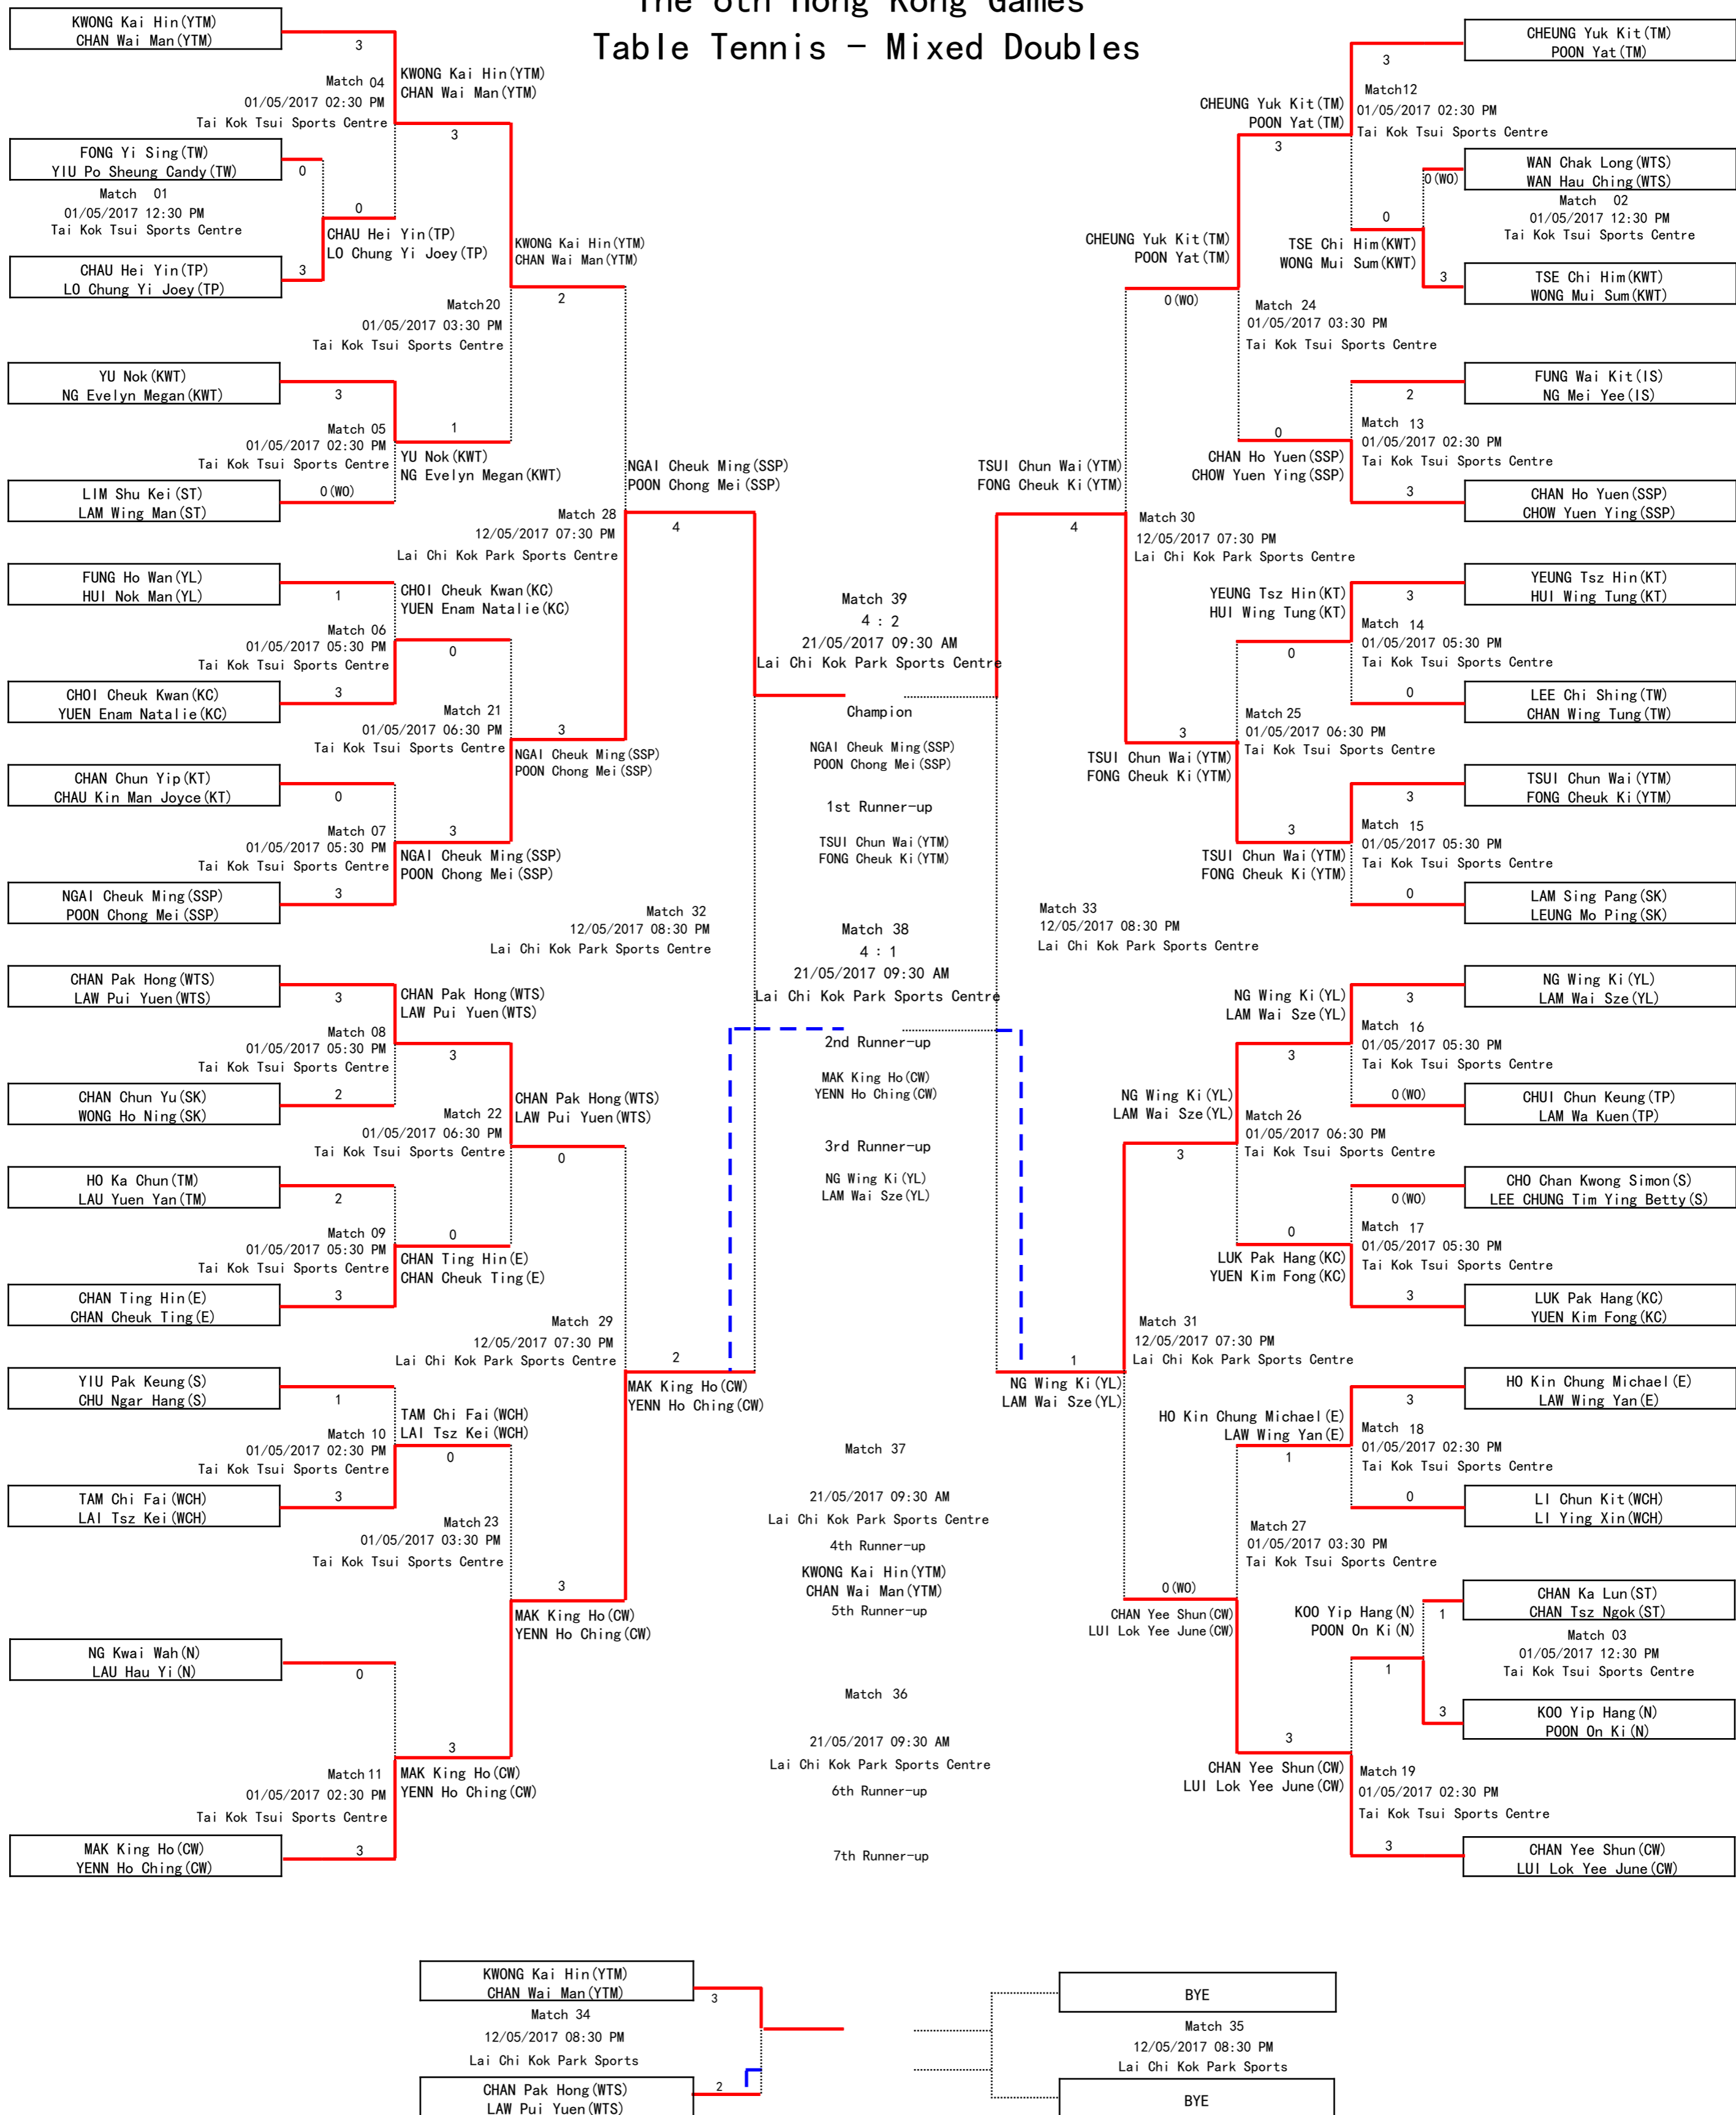 The 6th Hong Kong Games
Table Tennis - Mixed Doubles
KWONG Kai Hin(YTM)
CHAN Wai Man(YTM)
3
Match 04
01/05/2017 02:30 PM
Tai Kok Tsui Sports Centre
KWONG Kai Hin(YTM)
CHAN Wai Man(YTM)
3
FONG Yi Sing(TW)
YIU Po Sheung Candy(TW)
0
Match 01
01/05/2017 12:30 PM
Tai Kok Tsui Sports Centre
0
CHAU Hei Yin(TP)
LO Chung Yi Joey(TP)
CHAU Hei Yin(TP)
LO Chung Yi Joey(TP)
3
KWONG Kai Hin(YTM)
CHAN Wai Man(YTM)
2
Match20
01/05/2017 03:30 PM
Tai Kok Tsui Sports Centre
YU Nok(KWT)
NG Evelyn Megan(KWT)
3
Match 05
01/05/2017 02:30 PM
Tai Kok Tsui Sports Centre
1
YU Nok(KWT)
NG Evelyn Megan(KWT)
LIM Shu Kei(ST)
LAM Wing Man(ST)
0(WO)
Match 28
12/05/2017 07:30 PM
Lai Chi Kok Park Sports Centre
NGAI Cheuk Ming(SSP)
POON Chong Mei(SSP)
4
FUNG Ho Wan(YL)
HUI Nok Man(YL)
1
Match 06
01/05/2017 05:30 PM
Tai Kok Tsui Sports Centre
CHOI Cheuk Kwan(KC)
YUEN Enam Natalie(KC)
0
CHOI Cheuk Kwan(KC)
YUEN Enam Natalie(KC)
3
Match 21
01/05/2017 06:30 PM
Tai Kok Tsui Sports Centre
3
NGAI Cheuk Ming(SSP)
POON Chong Mei(SSP)
CHAN Chun Yip(KT)
CHAU Kin Man Joyce(KT)
0
Match 07
01/05/2017 05:30 PM
Tai Kok Tsui Sports Centre
3
NGAI Cheuk Ming(SSP)
POON Chong Mei(SSP)
NGAI Cheuk Ming(SSP)
POON Chong Mei(SSP)
3
Match 32
12/05/2017 08:30 PM
Lai Chi Kok Park Sports Centre
CHAN Pak Hong(WTS)
LAW Pui Yuen(WTS)
3
Match 08
01/05/2017 05:30 PM
Tai Kok Tsui Sports Centre
CHAN Pak Hong(WTS)
LAW Pui Yuen(WTS)
3
CHAN Chun Yu(SK)
WONG Ho Ning(SK)
2
Match 22
01/05/2017 06:30 PM
Tai Kok Tsui Sports Centre
CHAN Pak Hong(WTS)
LAW Pui Yuen(WTS)
0
HO Ka Chun(TM)
LAU Yuen Yan(TM)
2
Match 09
01/05/2017 05:30 PM
Tai Kok Tsui Sports Centre
0
CHAN Ting Hin(E)
CHAN Cheuk Ting(E)
CHAN Ting Hin(E)
CHAN Cheuk Ting(E)
3
Match 29
12/05/2017 07:30 PM
Lai Chi Kok Park Sports Centre
2
MAK King Ho(CW)
YENN Ho Ching(CW)
YIU Pak Keung(S)
CHU Ngar Hang(S)
1
Match 10
01/05/2017 02:30 PM
Tai Kok Tsui Sports Centre
TAM Chi Fai(WCH)
LAI Tsz Kei(WCH)
0
TAM Chi Fai(WCH)
LAI Tsz Kei(WCH)
3
Match 23
01/05/2017 03:30 PM
Tai Kok Tsui Sports Centre
3
MAK King Ho(CW)
YENN Ho Ching(CW)
NG Kwai Wah(N)
LAU Hau Yi(N)
0
3
Match 11
01/05/2017 02:30 PM
Tai Kok Tsui Sports Centre
MAK King Ho(CW)
YENN Ho Ching(CW)
MAK King Ho(CW)
YENN Ho Ching(CW)
3
Match 39
4 : 2
21/05/2017 09:30 AM
Lai Chi Kok Park Sports Centre
Champion
NGAI Cheuk Ming(SSP)
POON Chong Mei(SSP)
1st Runner-up
TSUI Chun Wai(YTM)
FONG Cheuk Ki(YTM)
Match 38
4 : 1
21/05/2017 09:30 AM
Lai Chi Kok Park Sports Centre
2nd Runner-up
MAK King Ho(CW)
YENN Ho Ching(CW)
3rd Runner-up
NG Wing Ki(YL)
LAM Wai Sze(YL)
Match 37
21/05/2017 09:30 AM
Lai Chi Kok Park Sports Centre
4th Runner-up
KWONG Kai Hin(YTM)
CHAN Wai Man(YTM)
5th Runner-up
Match 36
21/05/2017 09:30 AM
Lai Chi Kok Park Sports Centre
6th Runner-up
7th Runner-up
CHEUNG Yuk Kit(TM)
POON Yat(TM)
3
Match12
01/05/2017 02:30 PM
Tai Kok Tsui Sports Centre
CHEUNG Yuk Kit(TM)
POON Yat(TM)
3
WAN Chak Long(WTS)
WAN Hau Ching(WTS)
0(WO)
Match 02
01/05/2017 12:30 PM
Tai Kok Tsui Sports Centre
0
TSE Chi Him(KWT)
WONG Mui Sum(KWT)
TSE Chi Him(KWT)
WONG Mui Sum(KWT)
3
CHEUNG Yuk Kit(TM)
POON Yat(TM)
0(WO)
Match 24
01/05/2017 03:30 PM
Tai Kok Tsui Sports Centre
FUNG Wai Kit(IS)
NG Mei Yee(IS)
2
Match 13
01/05/2017 02:30 PM
Tai Kok Tsui Sports Centre
0
CHAN Ho Yuen(SSP)
CHOW Yuen Ying(SSP)
CHAN Ho Yuen(SSP)
CHOW Yuen Ying(SSP)
3
TSUI Chun Wai(YTM)
FONG Cheuk Ki(YTM)
4
Match 30
12/05/2017 07:30 PM
Lai Chi Kok Park Sports Centre
YEUNG Tsz Hin(KT)
HUI Wing Tung(KT)
3
Match 14
01/05/2017 05:30 PM
Tai Kok Tsui Sports Centre
YEUNG Tsz Hin(KT)
HUI Wing Tung(KT)
0
LEE Chi Shing(TW)
CHAN Wing Tung(TW)
0
Match 25
01/05/2017 06:30 PM
Tai Kok Tsui Sports Centre
3
TSUI Chun Wai(YTM)
FONG Cheuk Ki(YTM)
TSUI Chun Wai(YTM)
FONG Cheuk Ki(YTM)
3
Match 15
01/05/2017 05:30 PM
Tai Kok Tsui Sports Centre
3
TSUI Chun Wai(YTM)
FONG Cheuk Ki(YTM)
LAM Sing Pang(SK)
LEUNG Mo Ping(SK)
0
Match 33
12/05/2017 08:30 PM
Lai Chi Kok Park Sports Centre
NG Wing Ki(YL)
LAM Wai Sze(YL)
3
Match 16
01/05/2017 05:30 PM
Tai Kok Tsui Sports Centre
NG Wing Ki(YL)
LAM Wai Sze(YL)
3
CHUI Chun Keung(TP)
LAM Wa Kuen(TP)
0(WO)
NG Wing Ki(YL)
LAM Wai Sze(YL)
3
Match 26
01/05/2017 06:30 PM
Tai Kok Tsui Sports Centre
CHO Chan Kwong Simon(S)
LEE CHUNG Tim Ying Betty(S)
0(WO)
Match 17
01/05/2017 05:30 PM
Tai Kok Tsui Sports Centre
0
LUK Pak Hang(KC)
YUEN Kim Fong(KC)
LUK Pak Hang(KC)
YUEN Kim Fong(KC)
3
Match 31
12/05/2017 07:30 PM
Lai Chi Kok Park Sports Centre
1
NG Wing Ki(YL)
LAM Wai Sze(YL)
HO Kin Chung Michael(E)
LAW Wing Yan(E)
3
Match 18
01/05/2017 02:30 PM
Tai Kok Tsui Sports Centre
HO Kin Chung Michael(E)
LAW Wing Yan(E)
1
LI Chun Kit(WCH)
LI Ying Xin(WCH)
0
Match 27
01/05/2017 03:30 PM
Tai Kok Tsui Sports Centre
0(WO)
CHAN Yee Shun(CW)
LUI Lok Yee June(CW)
CHAN Ka Lun(ST)
CHAN Tsz Ngok(ST)
1
Match 03
01/05/2017 12:30 PM
Tai Kok Tsui Sports Centre
KOO Yip Hang(N)
POON On Ki(N)
1
KOO Yip Hang(N)
POON On Ki(N)
3
3
CHAN Yee Shun(CW)
LUI Lok Yee June(CW)
Match 19
01/05/2017 02:30 PM
Tai Kok Tsui Sports Centre
CHAN Yee Shun(CW)
LUI Lok Yee June(CW)
3
KWONG Kai Hin(YTM)
CHAN Wai Man(YTM)
3
Match 34
12/05/2017 08:30 PM
Lai Chi Kok Park Sports
CHAN Pak Hong(WTS)
LAW Pui Yuen(WTS)
2
BYE
Match 35
12/05/2017 08:30 PM
Lai Chi Kok Park Sports
BYE